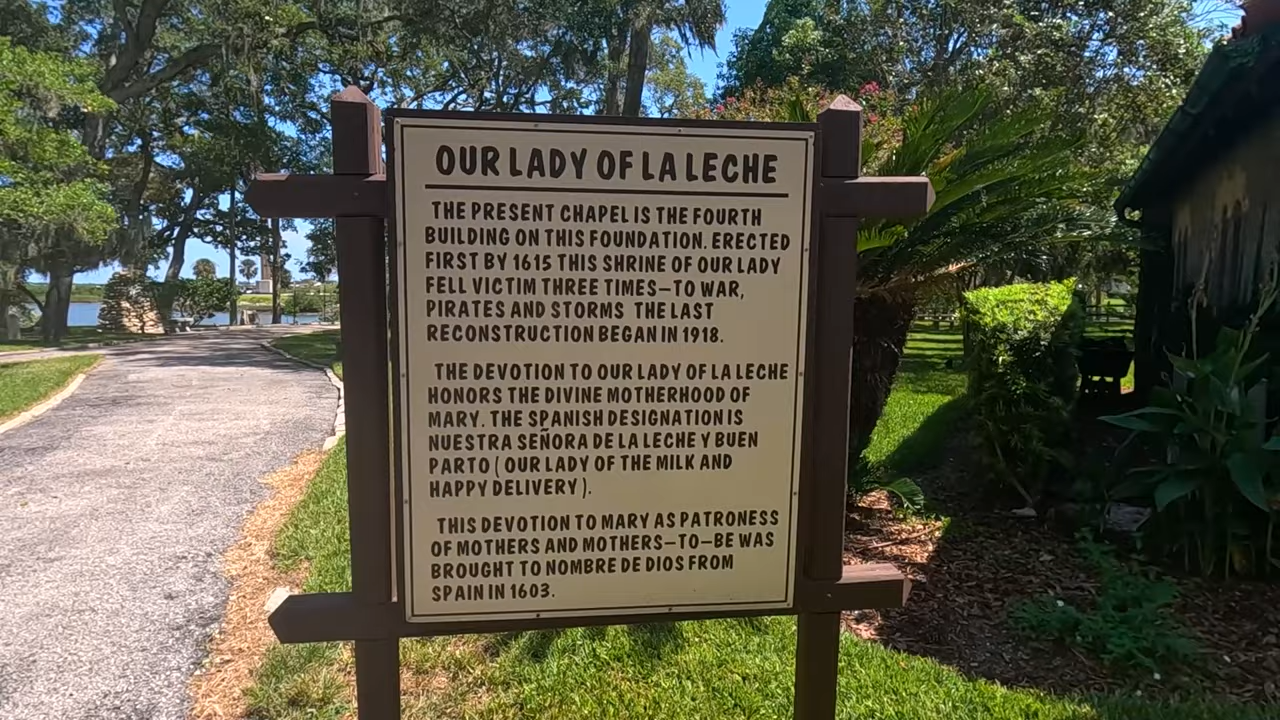 OUR LADY OF LA LECHE
THE PRESENT CHAPEL IS THE FOURTH
BUILDING ON THIS FOUNDATION. ERECTED
FIRST BY 1615 THIS SHRINE OF OUR LADY
FELL VICTIM THREE TIMES—TO WAR,
PIRATES AND STORMS THE LAST
RECONSTRUCTION BEGAN IN 1918.
THE DEVOTION TO OUR LADY OF LA LECHE
HONORS THE DIVINE MOTHERHOOD OF
MARY. THE SPANISH DESIGNATION IS
NUESTRA SEÑORA DE LA LECHE Y BUEN
PARTO ( OUR LADY OF THE MILK AND
HAPPY DELIVERY ).
THIS DEVOTION TO MARY AS PATRONESS
OF MOTHERS AND MOTHERS—TO—BE WAS
BROUGHT TO NOMBRE DE DIOS FROM
SPAIN IN 1603.